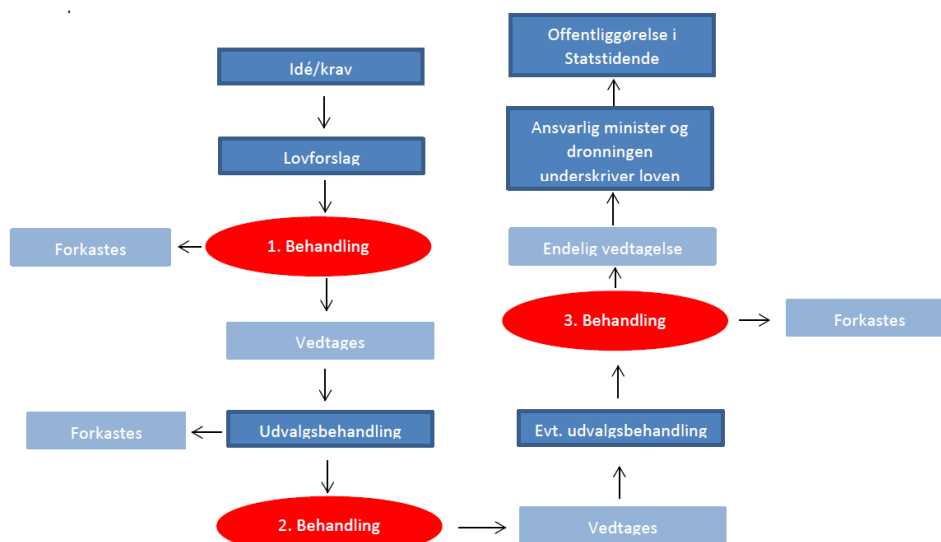 Idé/krav
Lovforslag
1. Behandling
Forkastes
Vedtages
Udvalgsbehandling
Forkastes
2. Behandling
Vedtages
Evt. udvalgsbehandling
3. Behandling
Forkastes
Endelig vedtagelse
Ansvarlig minister og
dronningen
underskriver loven
Offentliggørelse i
Statstidende